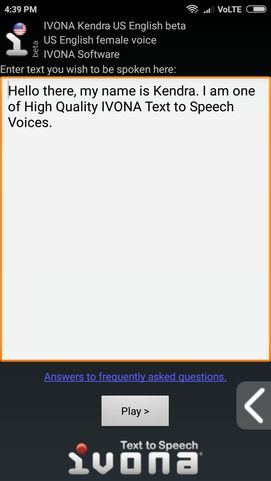 4:39 PM VoLTE
IVONA Kendra US English beta
US English female voice
IVONA Software
beta
Enter text you wish to be spoken here:
Hello there, my name is Kendra. I am one
of High Quality IVONA Text to Speech
Voices.
Answers to frequently asked questions.
Play >
Text to Speech
ivona